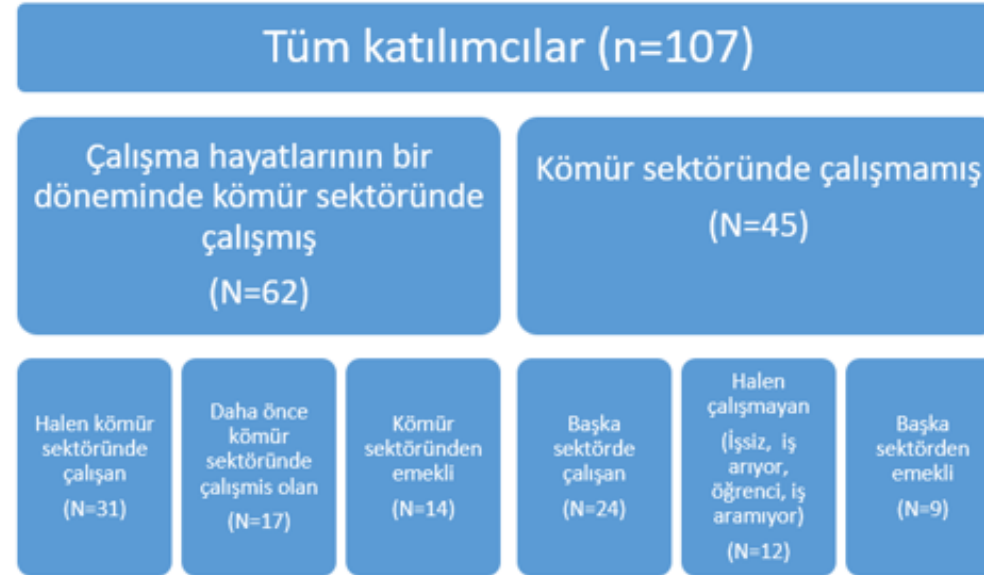 Tüm katılımcılar (n=107)
Çalışma hayatlarının bir
döneminde kömür sektöründe
çalışmış
(N=62)
Kömür sektöründe çalışmamış
(N=45)
Halen kömür
sektöründe
çalışan
(N=31)
Daha önce
kömür
sektöründe
çalışmis olan
(N=17)
Kömür
sektöründen
emekli
(N=14)
Başka
sektörde
çalışan
(N=24)
Halen
çalışmayan
(İşsiz, iş
arıyor,
öğrenci, iş
aramıyor)
(N=12)
Başka
sektörden
emekli
(N=9)